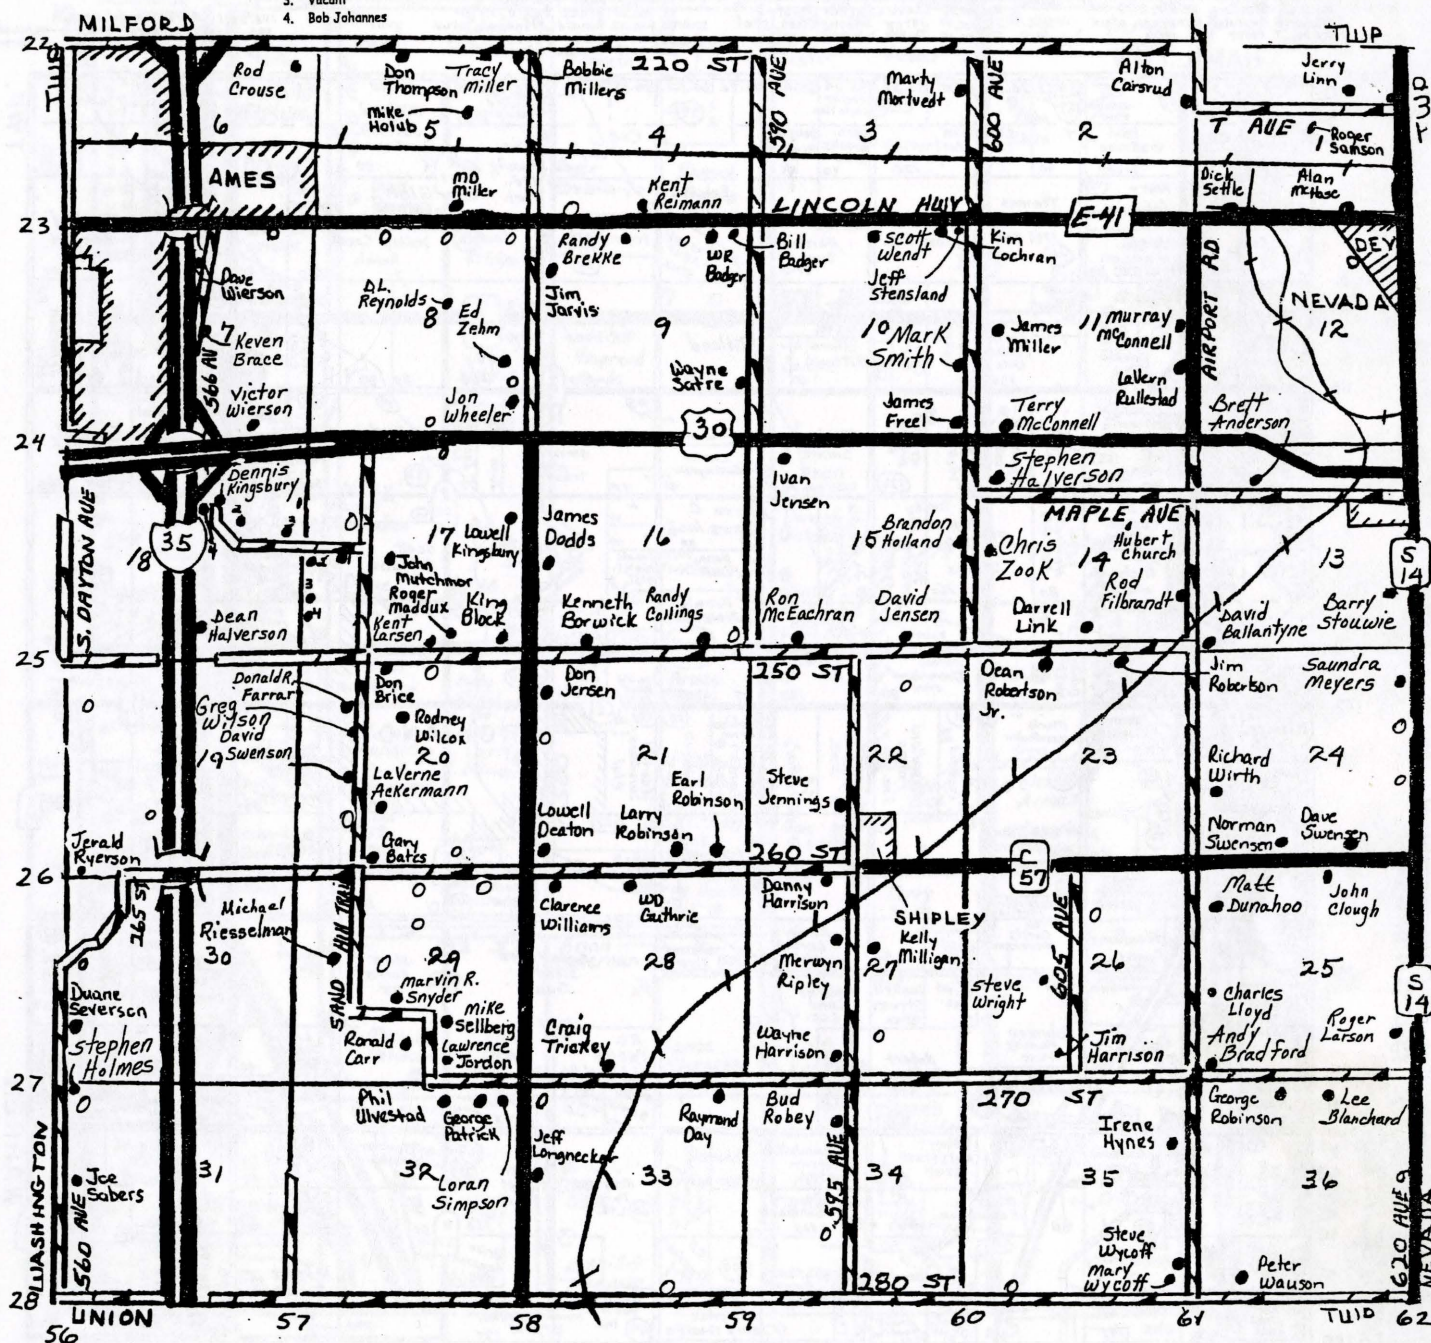 3. Vacant
4. Bob Johannes
MILFORD
TWP
22
TWP
Rod
Crouse
Don
Thompson
Tracy
Miller
Bobbie
Millers
220 ST
590 AVE
Marty
Mortvedt
600 AVE
Alton
Carsrud
Jerry
Linn
Mike
Holub
6
5
4
3
2
T AVE
1
Roger
Samson
AMES
MD
Miller
Kent
Reimann
LINCOLN HWY
E-41
Dick
Settle
Alan
McHose
23
Dave
Wierson
Randy
Brekke
WR
Badger
Bill
Badger
Scott
Wendt
Jeff
Stensland
Kim
Cochran
AIRPORT RD.
DEY
NEVADA
12
Jim
Jarvis
DL.
Reynolds
8
Ed
Zehm
9
10
Mark
Smith
James
Miller
11
Murray
McConnell
7
Keven
Brace
566 AV
Victor
Wierson
Jon
Wheeler
Wayne
Satre
James
Freel
Terry
McConnell
LaVern
Rullestad
Brett
Anderson
24
30
Dennis
Kingsbury
Ivan
Jensen
Stephen
Halverson
S. DAYTON AVE
35
18
17
Lowell
Kingsbury
James
Dodds
16
Brandon
Holland
15
MAPLE AVE
Chris
Zook
14
Hubert
Church
13
S
14
John
Mutchmor
Roger
Maddux
Kent
Larsen
King
Block
Kenneth
Borwick
Randy
Collings
Ron
McEachran
David
Jensen
Darrell
Link
Rod
Filbrandt
David
Ballantyne
Barry
Stouwie
1
2
3
4
Dean
Halverson
25
250 ST
Donald R.
Farrar
Greg
Wilson
David
Swenson
19
Don
Brice
Rodney
Wilcox
20
Don
Jensen
21
22
Dean
Robertson
Jr.
23
Jim
Robertson
Saundra
Meyers
24
LaVerne
Ackermann
Earl
Robinson
Steve
Jennings
Richard
Wirth
Jerald
Ryerson
Gary
Bates
Lowell
Deaton
Larry
Robinson
Norman
Swensen
Dave
Swensen
26
260 ST
C
57
265 ST
Michael
Riesselman
30
SAND HILL TRL
Clarence
Williams
WD
Guthrie
Danny
Harrison
SHIPLEY
Kelly
Milligan
605 AVE
Matt
Dunahoo
John
Clough
29
Marvin R.
Snyder
28
Merwyn
Ripley
27
Steve
Wright
26
25
S
14
Duane
Severson
Stephen
Holmes
Ronald
Carr
Mike
Sellberg
Lawrence
Jordon
Craig
Trickey
Wayne
Harrison
Jim
Harrison
Charles
Lloyd
Andy
Bradford
Roger
Larson
27
270 ST
Phil
Ulvestad
George
Patrick
Raymond
Day
Bud
Robey
George
Robinson
Lee
Blanchard
Irene
Hynes
WASHINGTON
Joe
Sabers
31
32
Loran
Simpson
Jeff
Longnecker
33
595 AVE
34
35
36
560 AVE
Steve
Wycoff
Mary
Wycoff
Peter
Wauson
620 AVE
NEVADA
28
280 ST
UNION
TWP
56
57
58
59
60
61
62